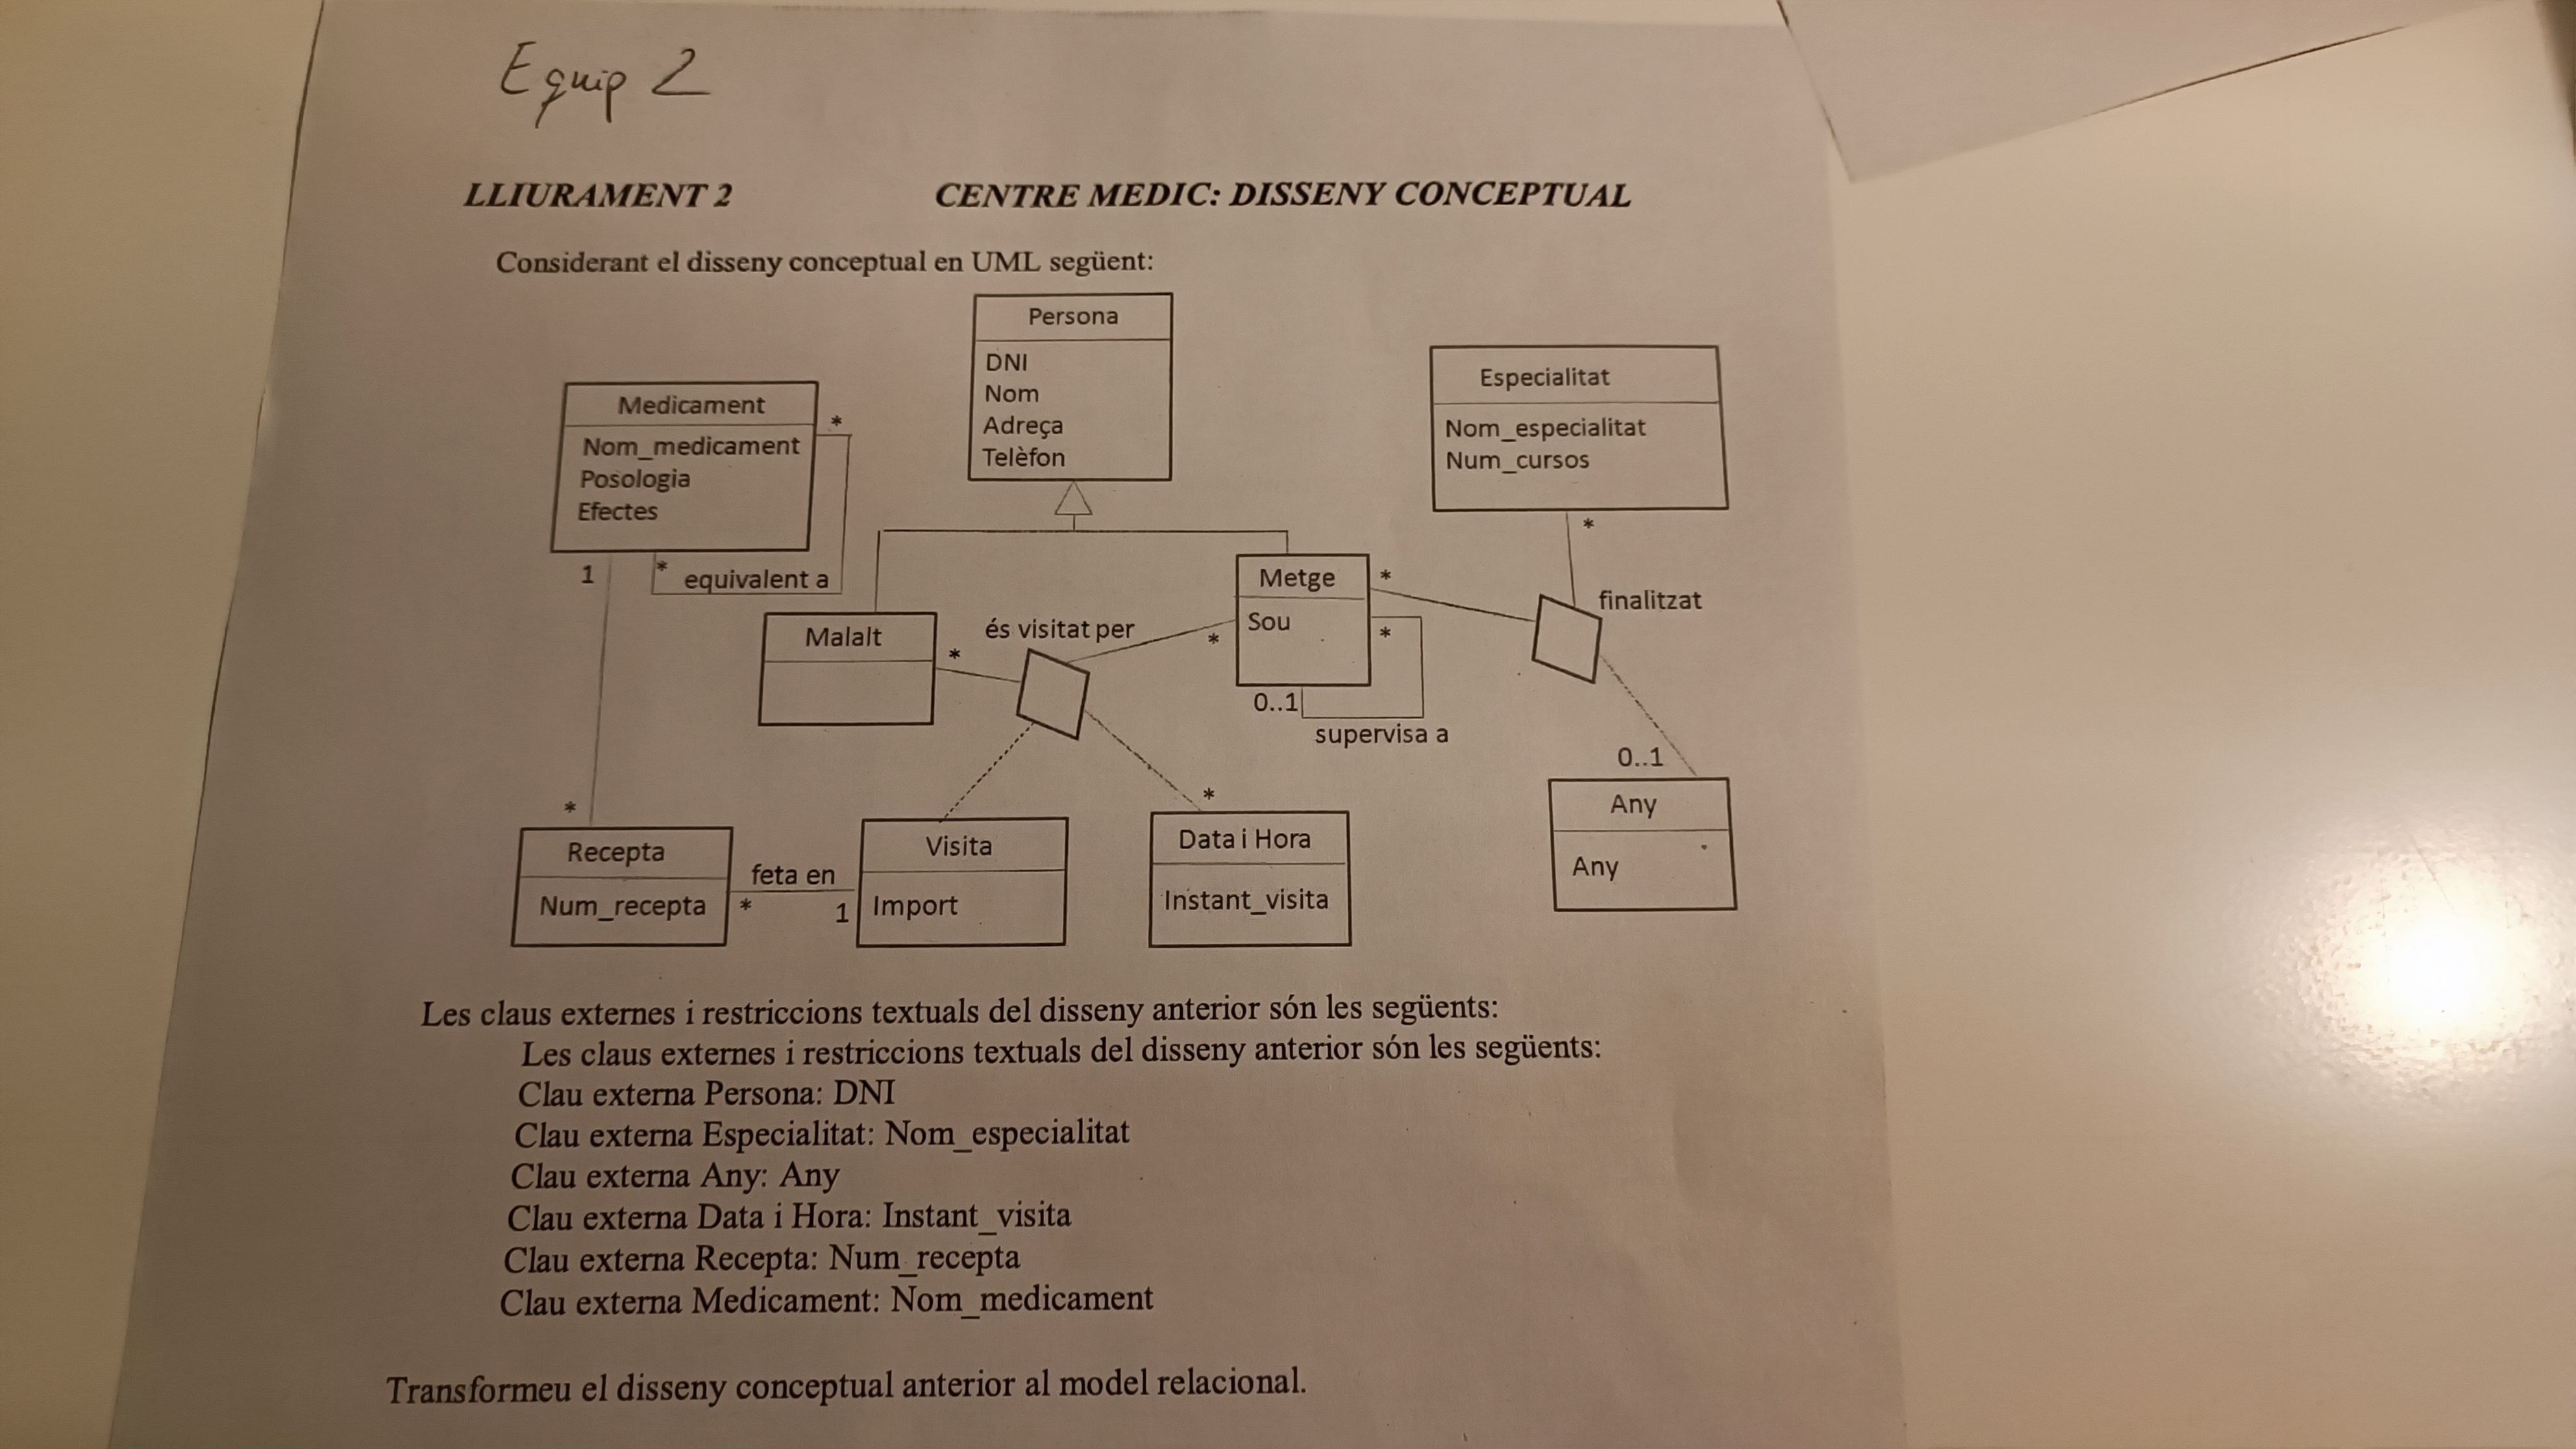 Equip 2
LLIURAMENT 2 CENTRE MEDIC: DISSENY CONCEPTUAL
Considerant el disseny conceptual en UML següent:
Persona
DNI
Nom
Adreça
Telèfon
Especialitat
Nom_especialitat
Num_cursos
Medicament
Nom_medicament
Posologia
Efectes
*
1
* equivalent a
*
finalitzat
Metge
Sou
*
*
0..1
supervisa a
Malalt
*
és visitat per
*
0..1
Any
Any
*
*
Recepta
Num_recepta
feta en
* 1
Visita
Import
Data i Hora
Instant_visita
Les claus externes i restriccions textuals del disseny anterior són les següents:
Les claus externes i restriccions textuals del disseny anterior són les següents:
Clau externa Persona: DNI
Clau externa Especialitat: Nom_especialitat
Clau externa Any: Any
Clau externa Data i Hora: Instant_visita
Clau externa Recepta: Num_recepta
Clau externa Medicament: Nom_medicament
Transformeu el disseny conceptual anterior al model relacional.